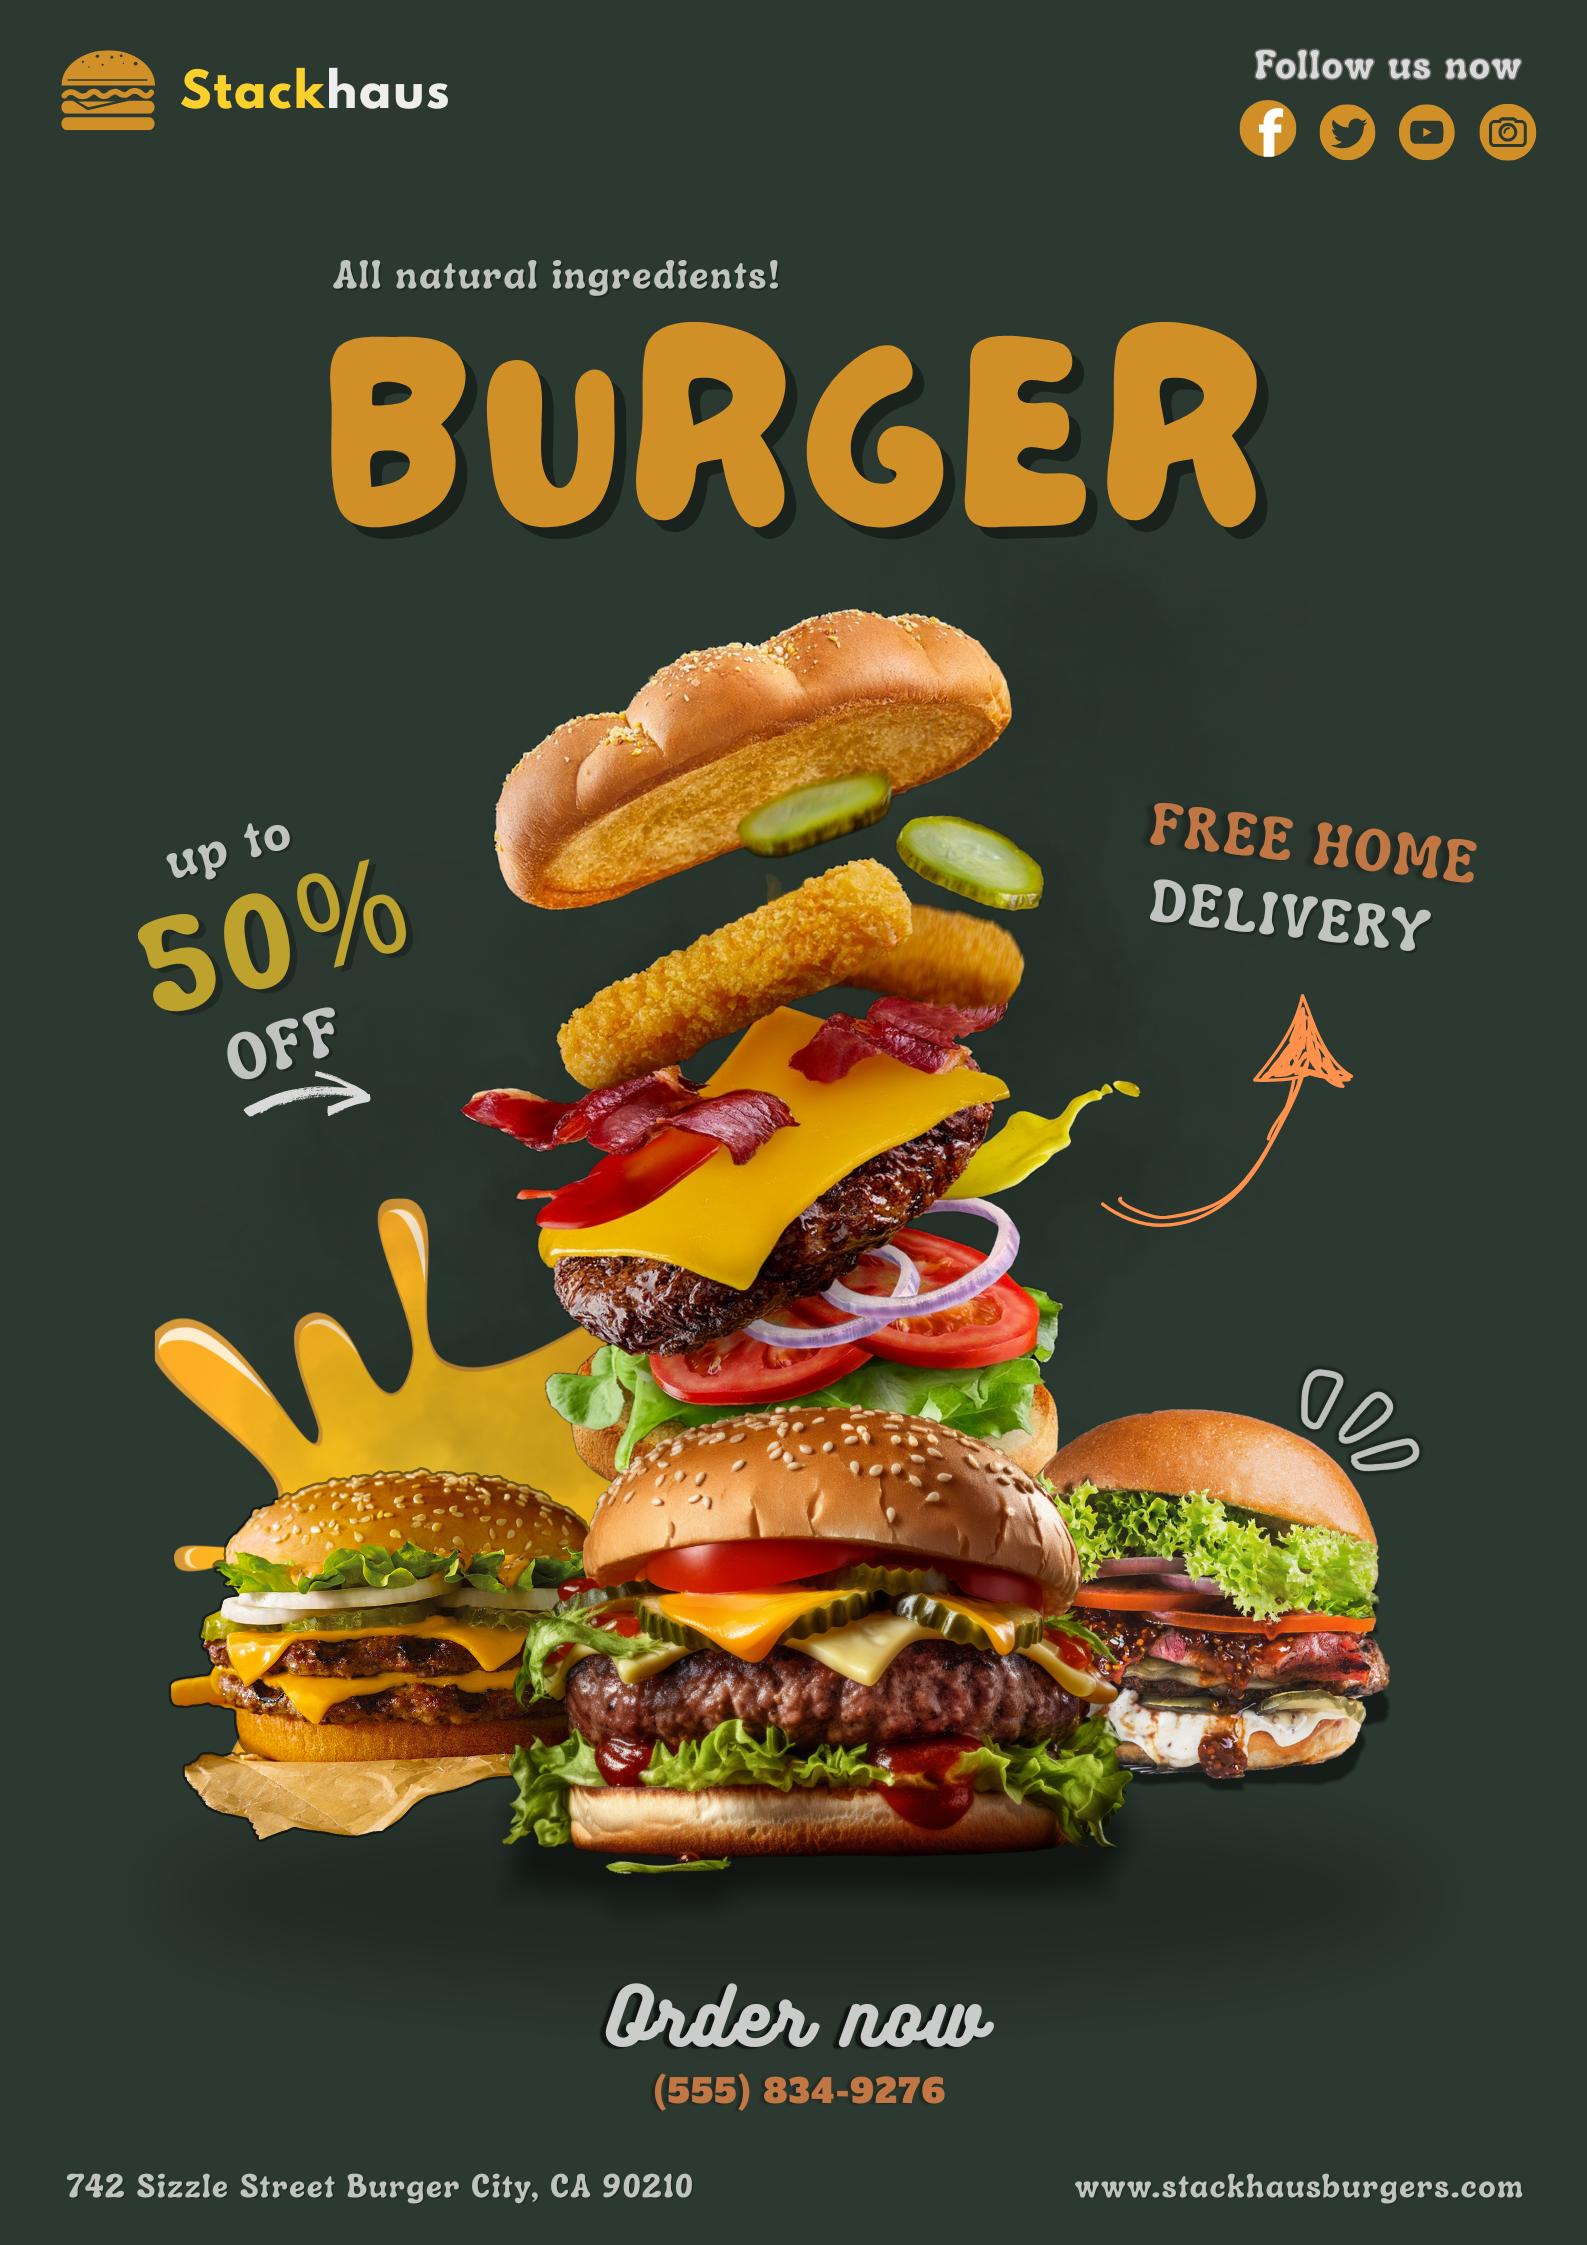 Stackhaus
Follow us now
All natural ingredients!
BURGER
up to
50%
OFF
FREE HOME
DELIVERY
Order now
(555) 834-9276
742 Sizzle Street Burger City, CA 90210
www.stackhausburgers.com